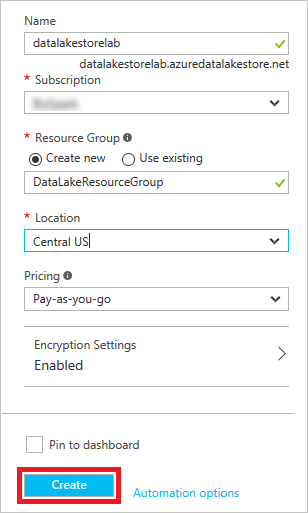 Name
datalakestorelab
datalakestorelab.azuredatalakestore.net
* Subscription
* Resource Group
Create new Use existing
DataLakeResourceGroup
* Location
Central US
Pricing
Pay-as-you-go
Encryption Settings
Enabled
Pin to dashboard
Create Automation options